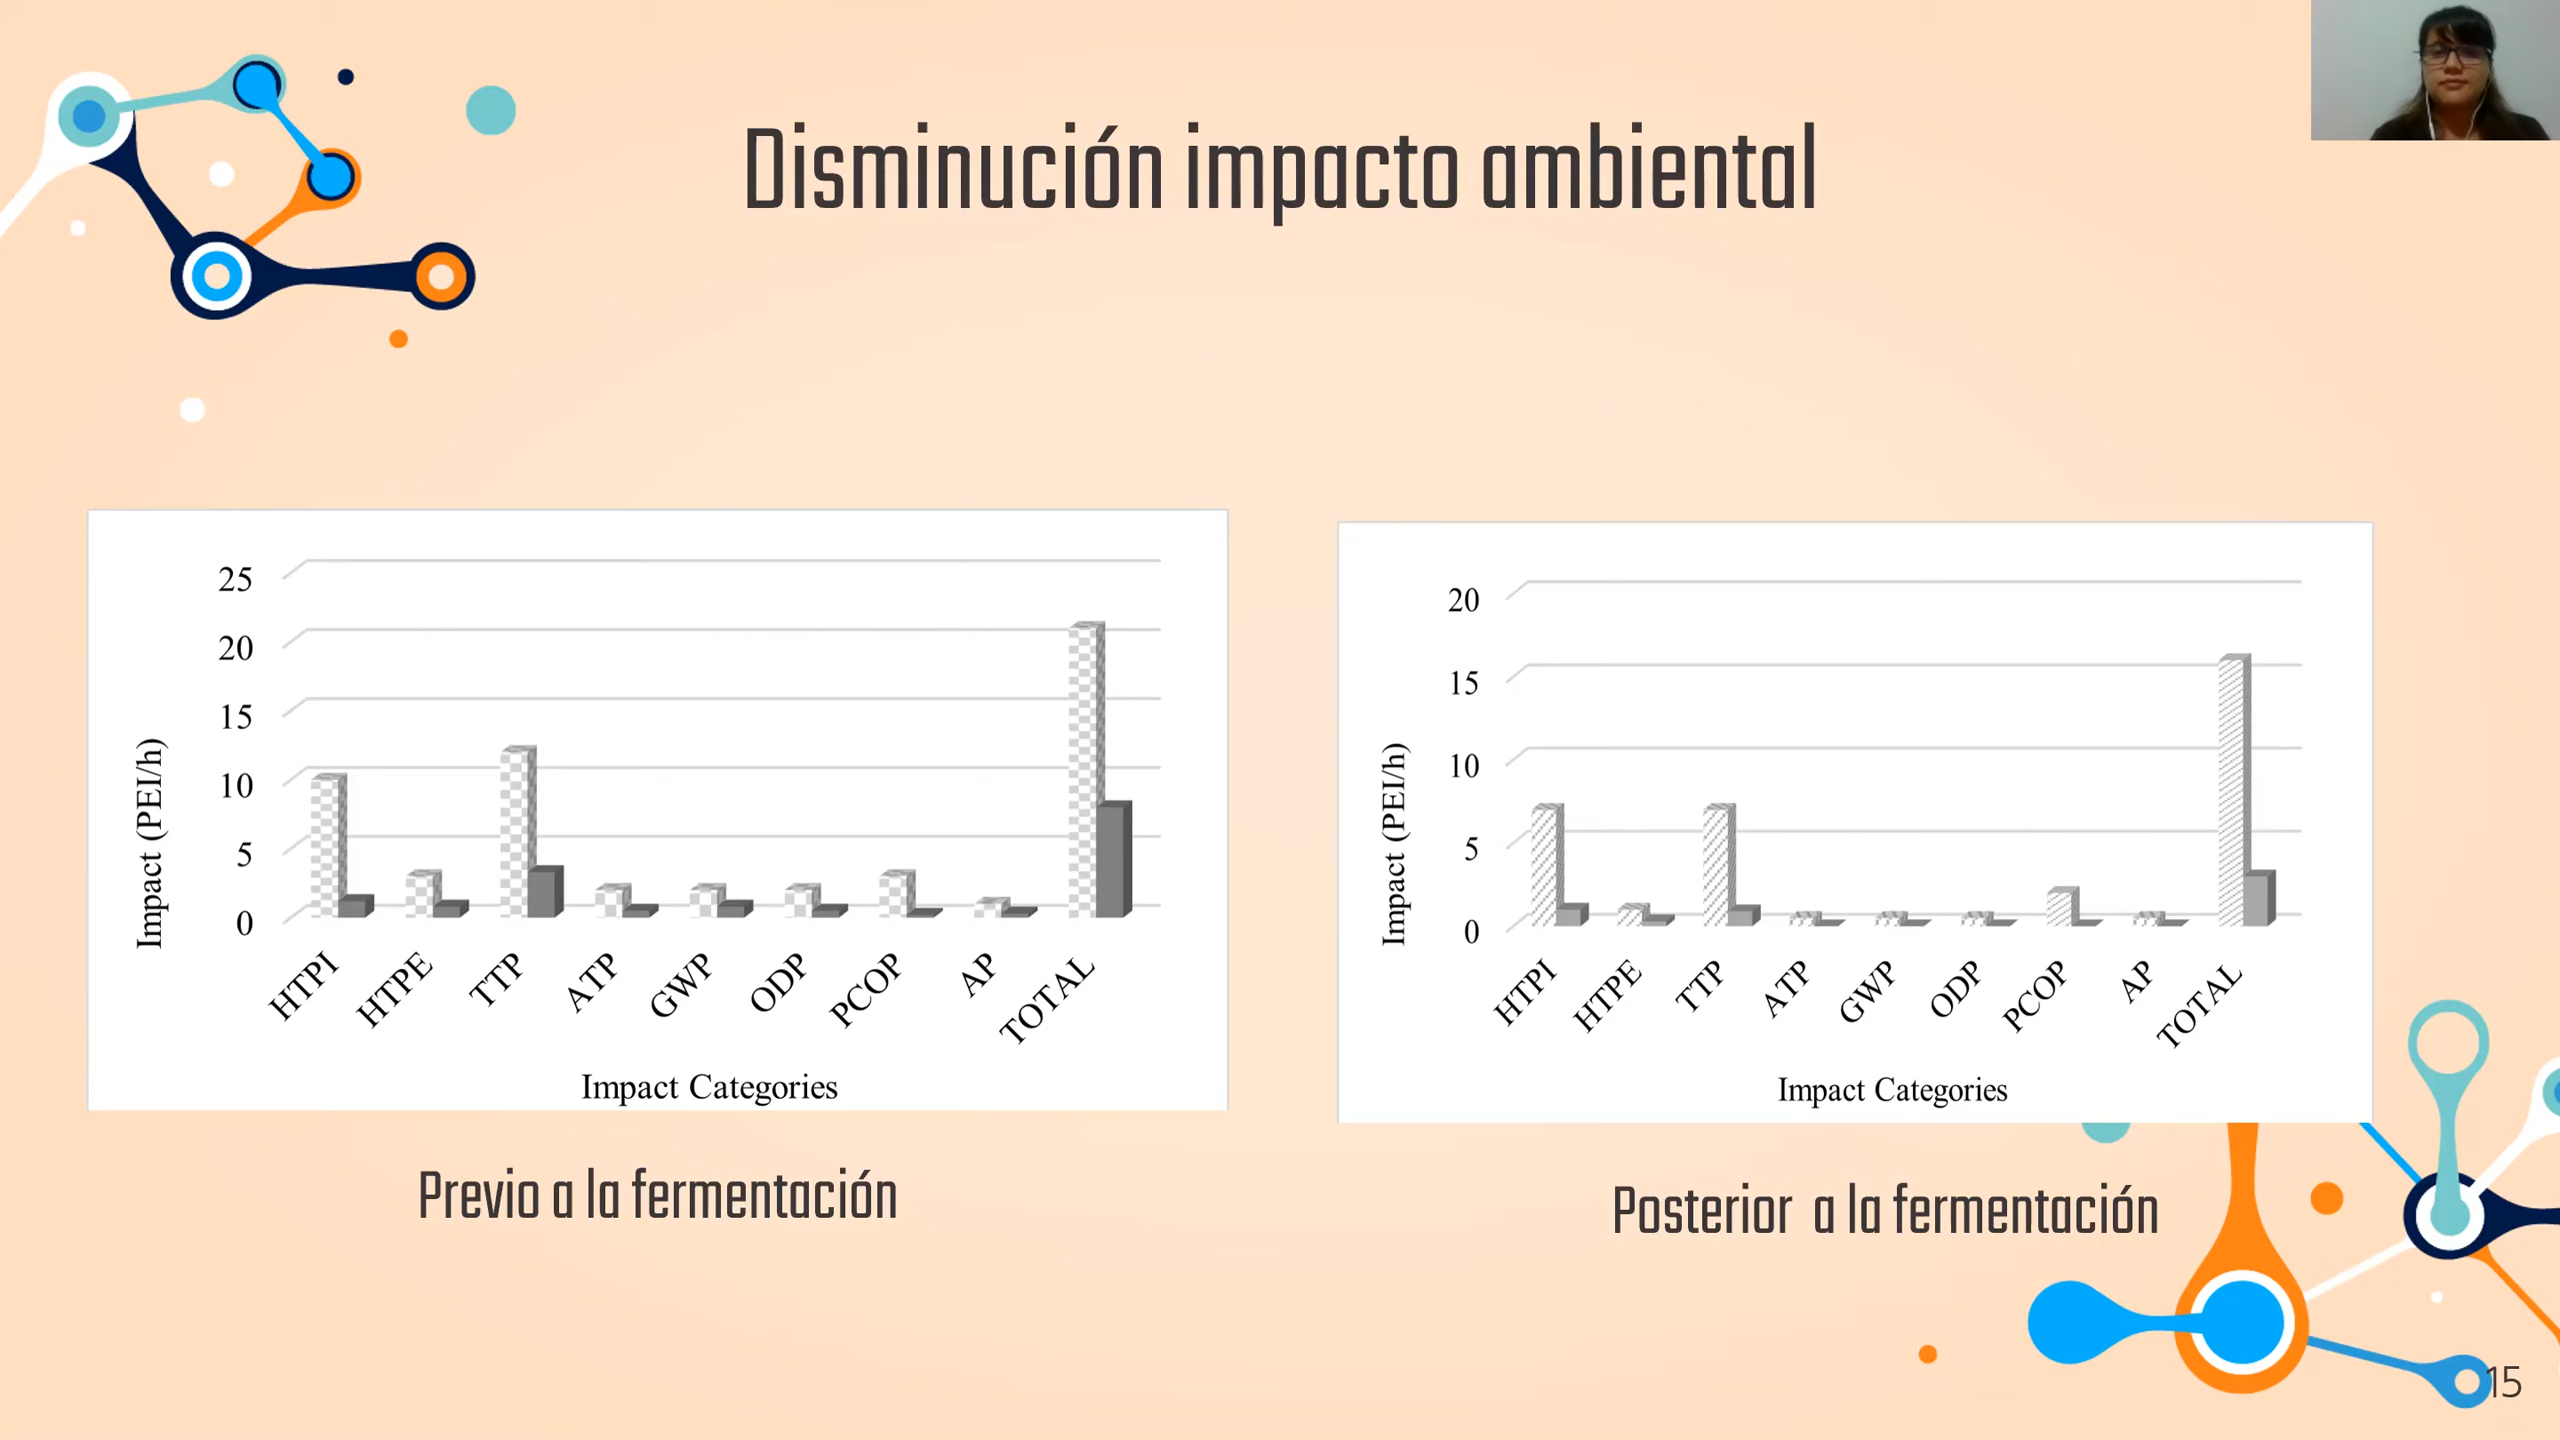 Disminución impacto ambiental
25
20
15
10
5
0
Impact (PEI/h)
HTPI
HTPE
TTP
ATP
GWP
ODP
PCOP
AP
TOTAL
Impact Categories
Previo a la fermentación
20
15
10
5
0
Impact (PEI/h)
HTPI
HTPE
TTP
ATP
GWP
ODP
PCOP
AP
TOTAL
Impact Categories
Posterior a la fermentación
15